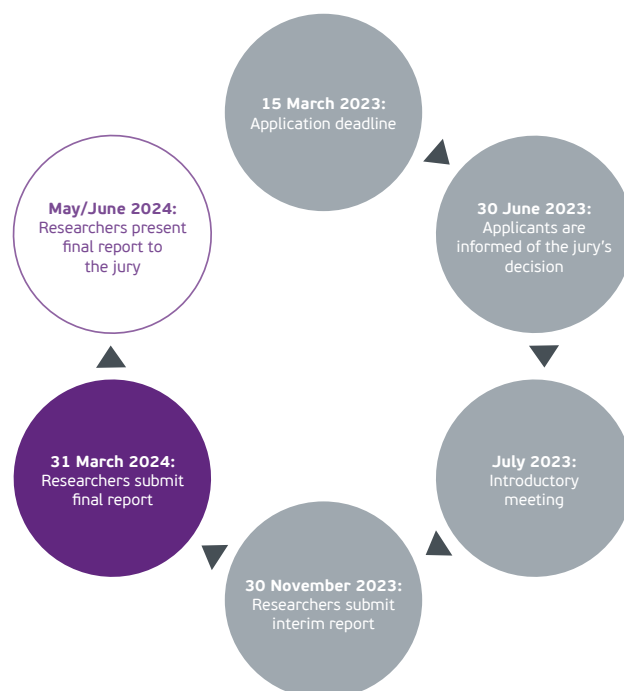 15 March 2023:
Application deadline
30 June 2023:
Applicants are
informed of the jury's
decision
July 2023:
Introductory
meeting
30 November 2023:
Researchers submit
interim report
31 March 2024:
Researchers submit
final report
May/June 2024:
Researchers present
final report to
the jury